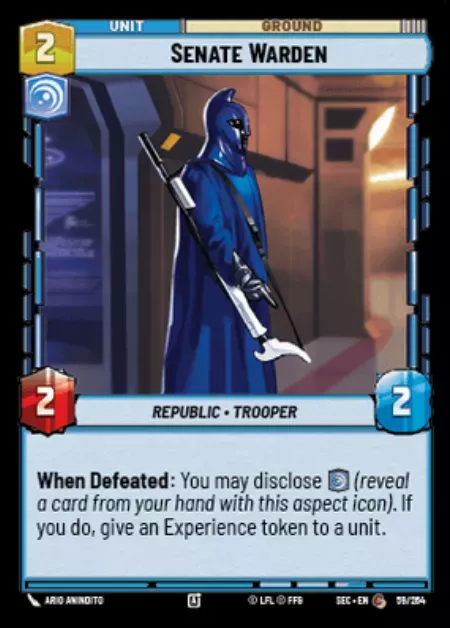 UNIT
GROUND
2
SENATE WARDEN
2
2
REPUBLIC • TROOPER
When Defeated: You may disclose (reveal
a card from your hand with this aspect icon). If
you do, give an Experience token to a unit.
ARIO ANINDITO
© LFL © FFG
SEC • EN
59/264